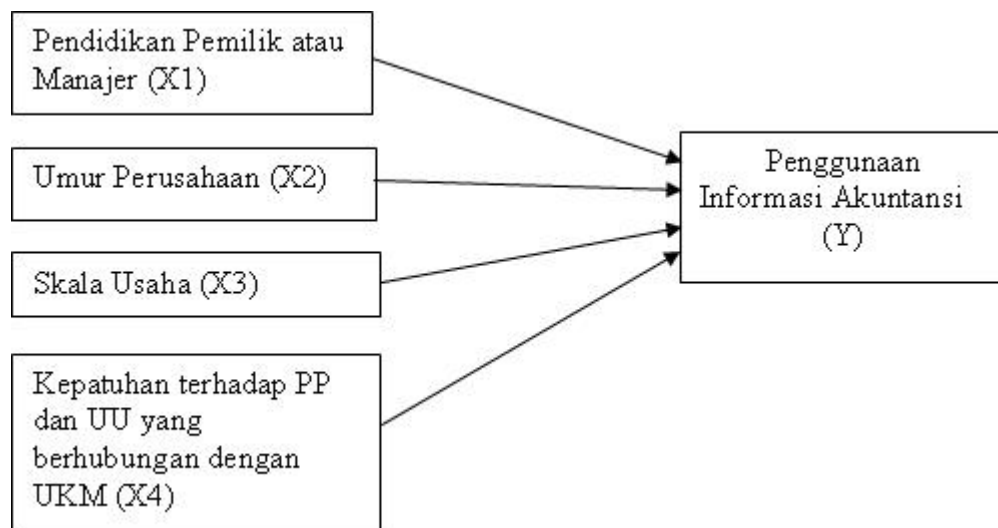 Pendidikan Pemilik atau
Manajer (X1)
Umur Perusahaan (X2)
Skala Usaha (X3)
Kepatuhan terhadap PP
dan UU yang
berhubungan dengan
UKM (X4)
Penggunaan
Informasi Akuntansi
(Y)